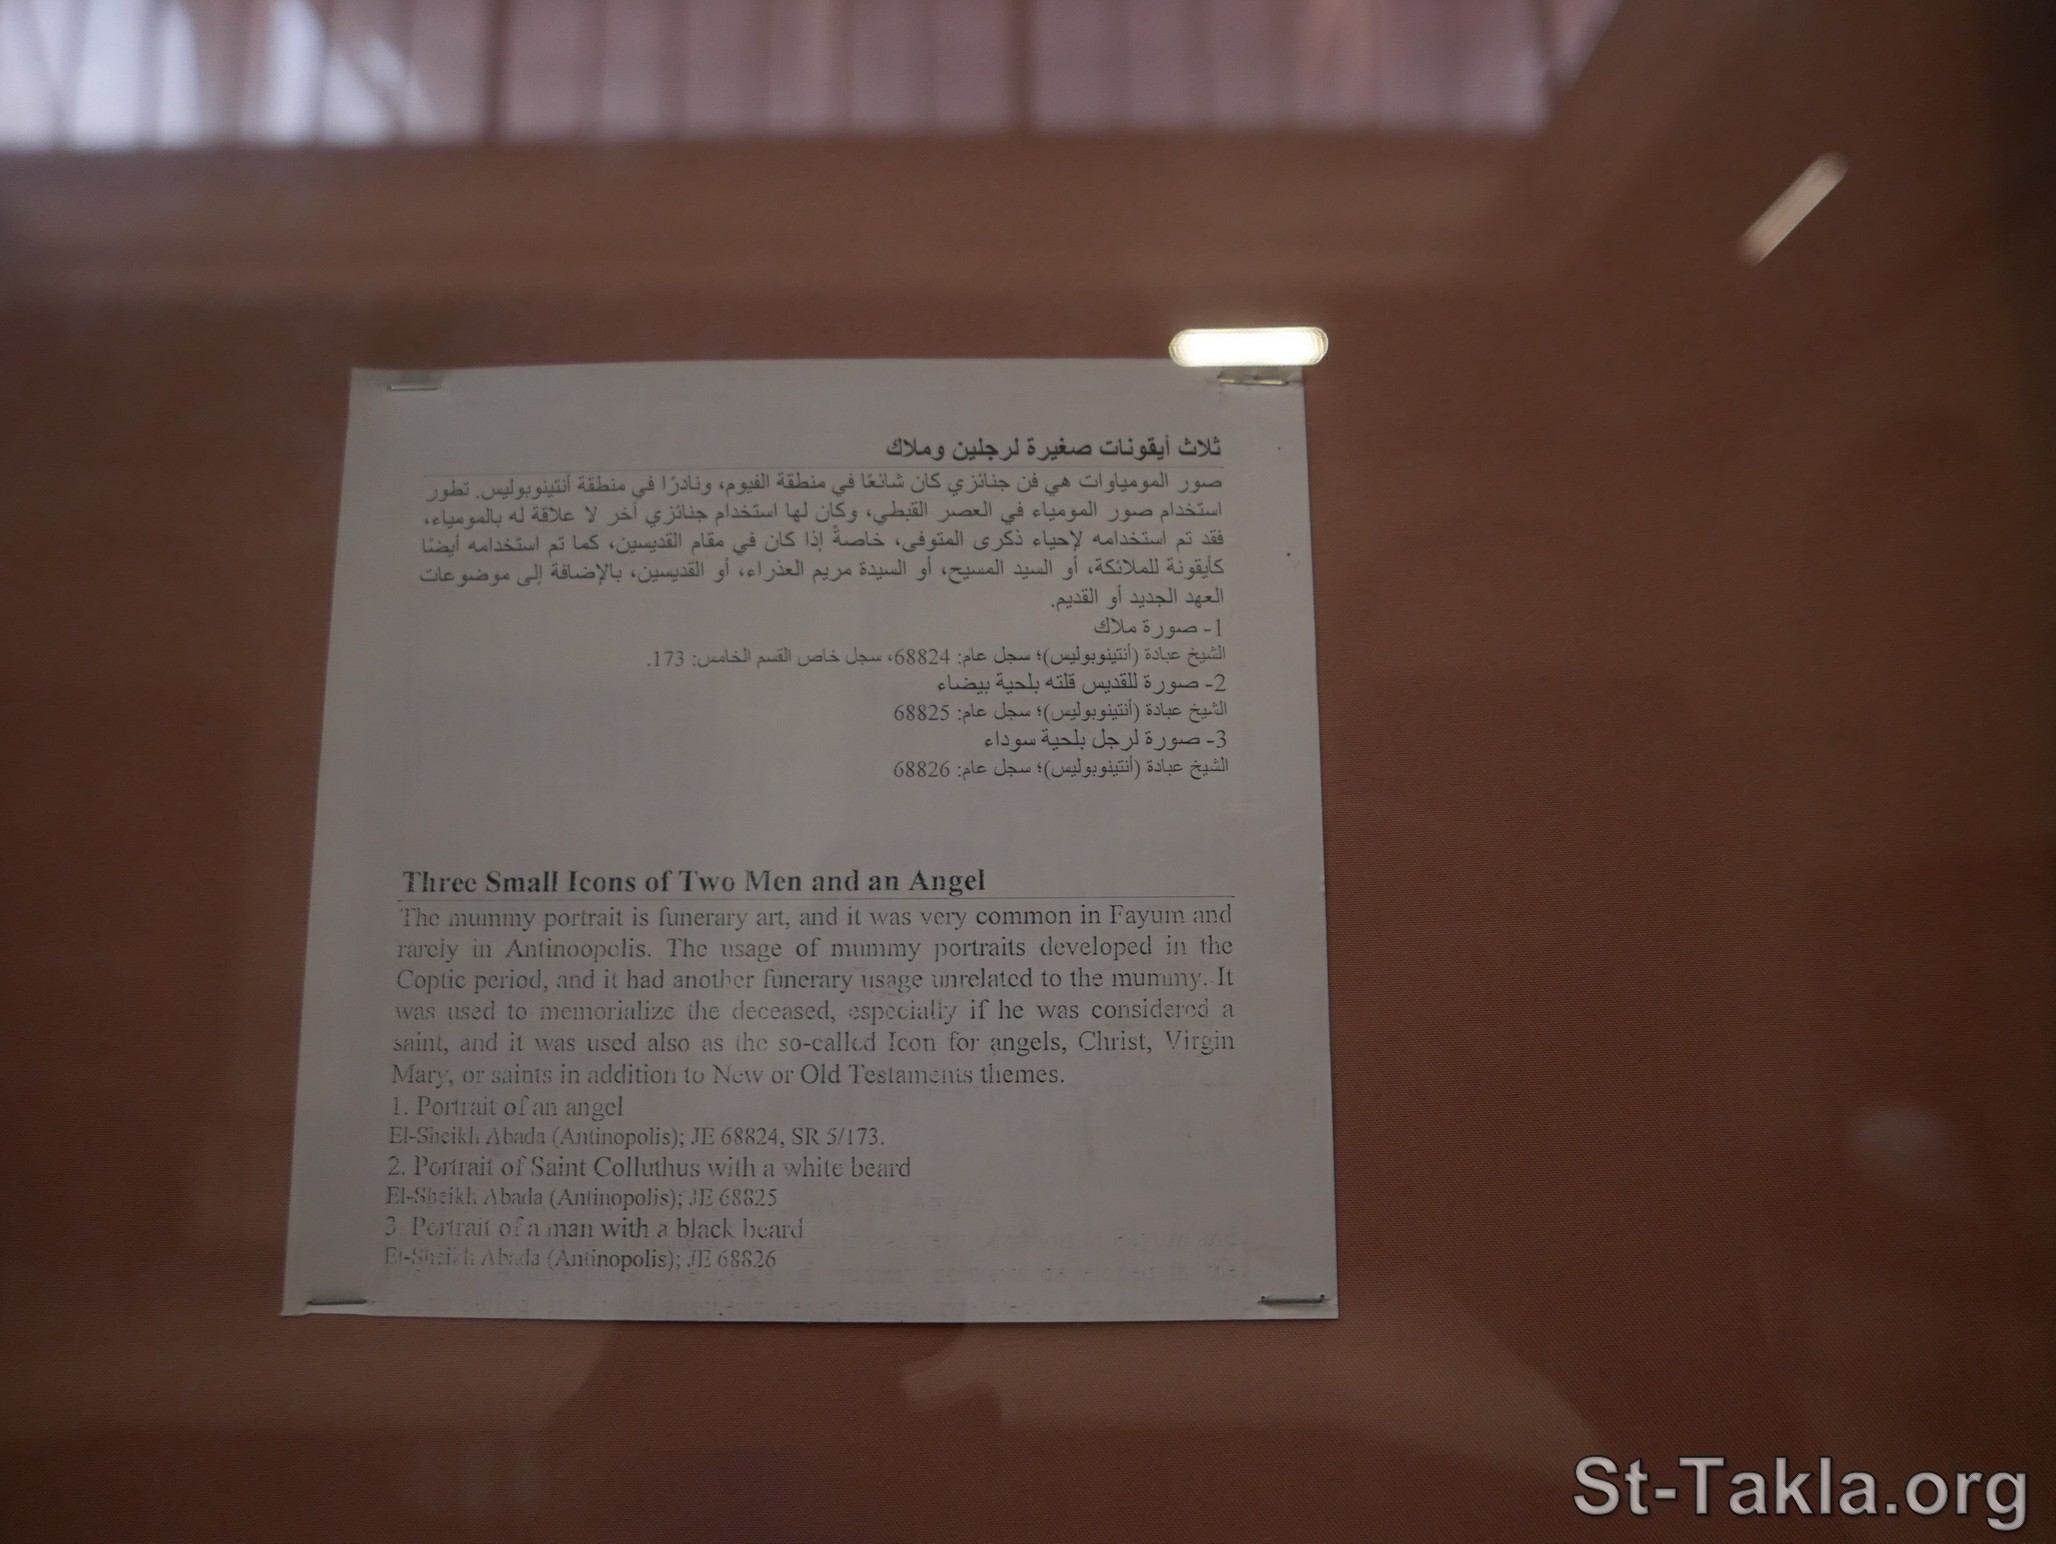 ثلاث أيقونات صغيرة لرجلين وملاك
صور المومياوات هي فن جنائزي كان شائعًا في منطقة الفيوم، ونادرًا في منطقة أنتينوبوليس. تطور
استخدام صور المومياء في العصر القبطي، وكان لها استخدام جنائزي آخر لا علاقة له بالمومياء،
فقد تم استخدامه لإحياء ذكرى المتوفى، خاصةً إذا كان في مقام القديسين، كما تم استخدامه أيضًا
كأيقونة للملائكة، أو السيد المسيح، أو السيدة مريم العذراء، أو القديسين، بالإضافة إلى موضوعات
العهد الجديد أو القديم.
1- صورة ملاك
الشيخ عبادة (أنتينوبوليس)؛ سجل عام: 68824، سجل خاص القسم الخامس: 173.
2- صورة للقديس قلته بلحية بيضاء
الشيخ عبادة (أنتينوبوليس)؛ سجل عام: 68825
3- صورة لرجل بلحية سوداء
الشيخ عبادة (أنتينوبوليس)؛ سجل عام: 68826
Three Small Icons of Two Men and an Angel
The mummy portrait is funerary art, and it was very common in Fayum and
rarely in Antinoopolis. The usage of mummy portraits developed in the
Coptic period, and it had another funerary usage unrelated to the mummy. It
was used to memorialize the deceased, especially if he was considered a
saint, and it was used also as the so-called Icon for angels, Christ, Virgin
Mary, or saints in addition to New or Old Testaments themes.
1. Portrait of an angel
El-Sheikh Abada (Antinopolis); JE 68824, SR 5/173.
2. Portrait of Saint Colluthus with a white beard
El-Sheikh Abada (Antinopolis); JE 68825
3. Portrait of a man with a black beard
El-Sheikh Abada (Antinopolis); JE 68826
St-Takla.org